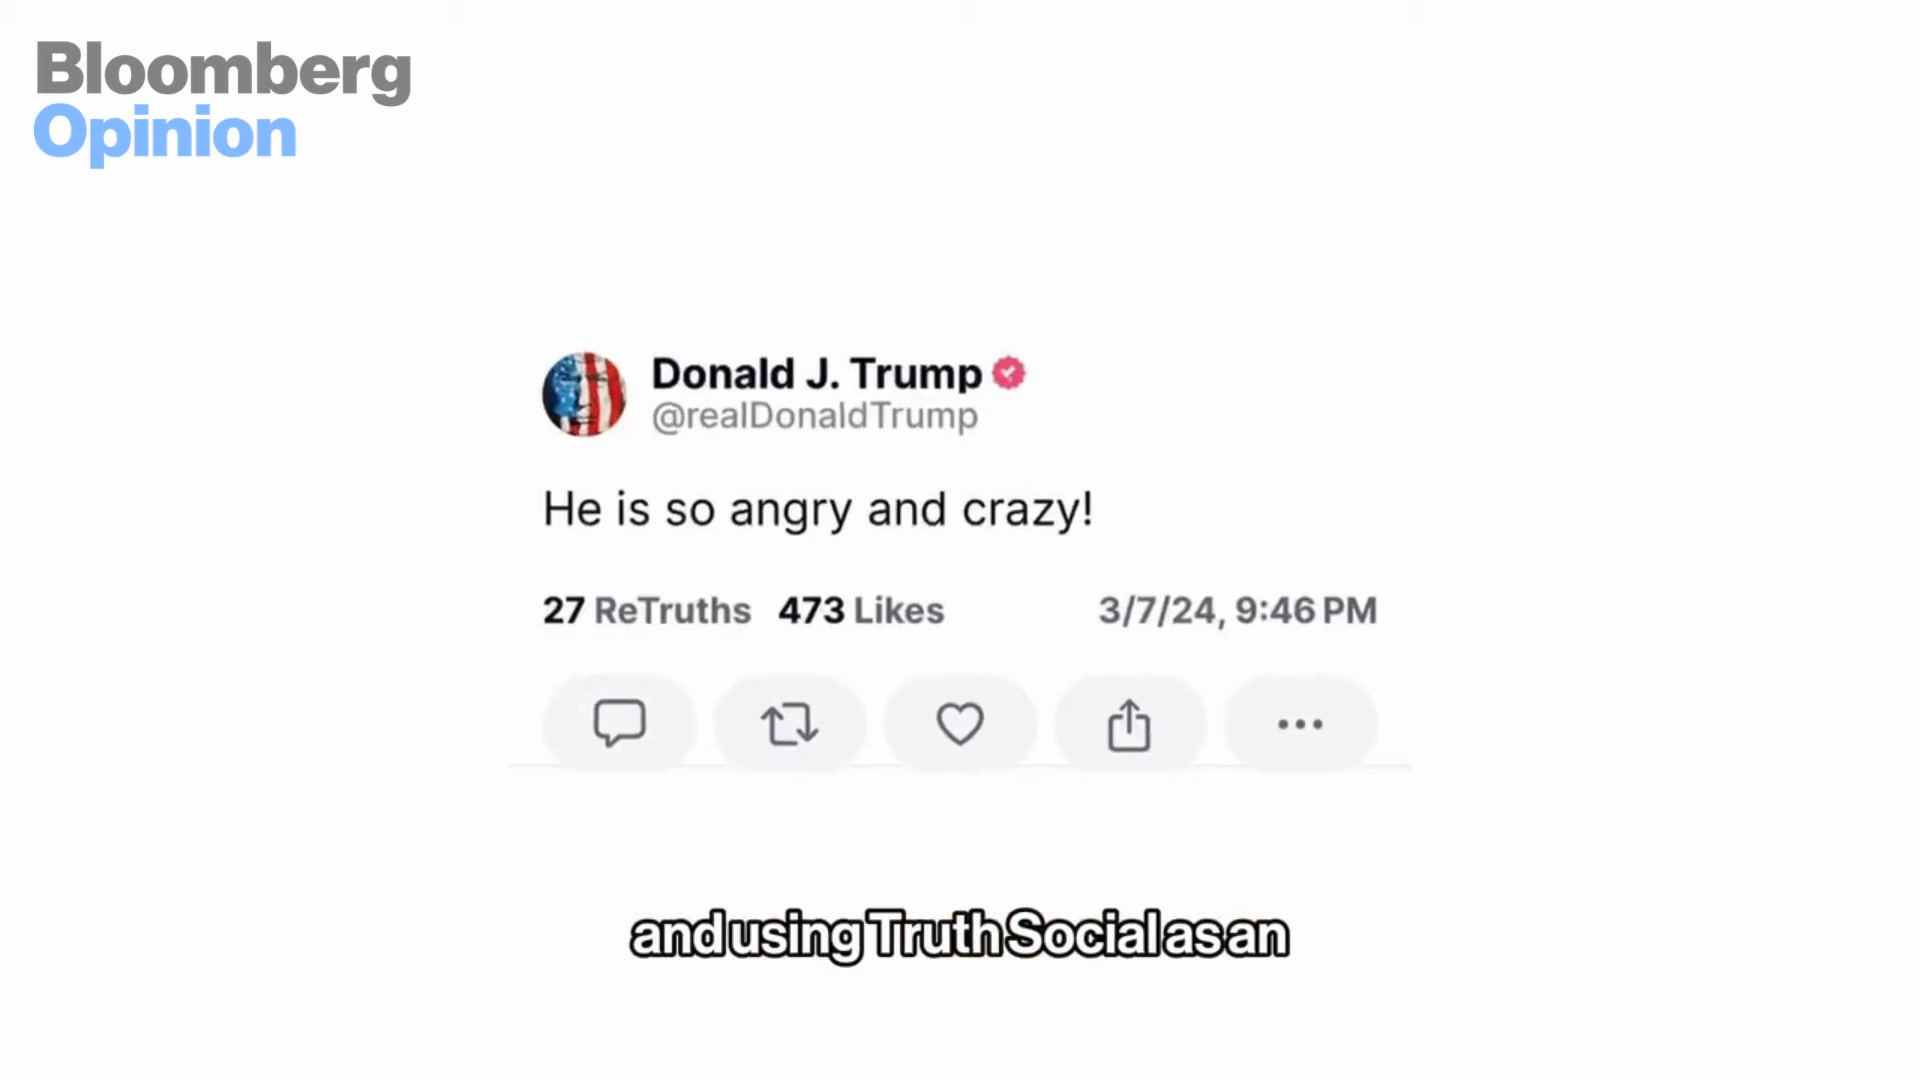 Bloomberg
Opinion
Donald J. Trump
@realDonaldTrump
He is so angry and crazy!
27 ReTruths 473 Likes 3/7/24, 9:46 PM
and using Truth Social as an